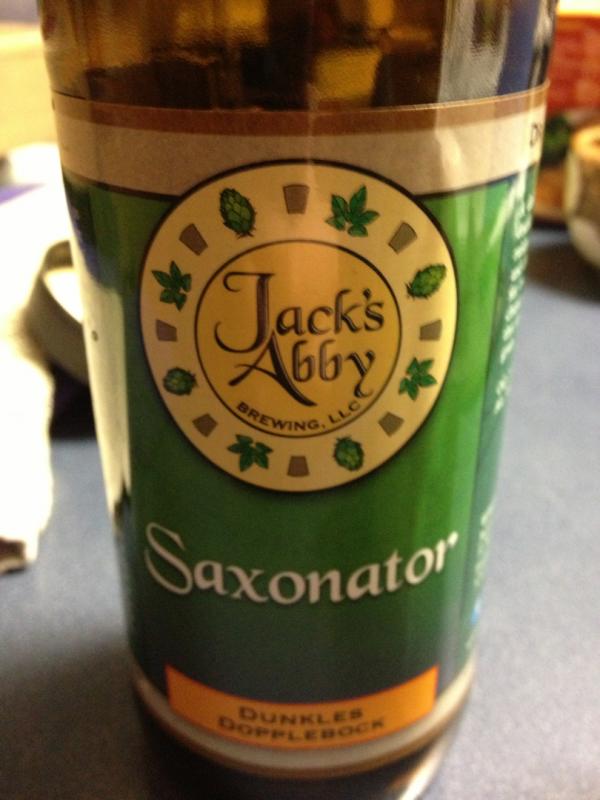 Jack's
Abby
BREWING, LLC
Saxonator
DUNKLES
DOPPLEBOCK